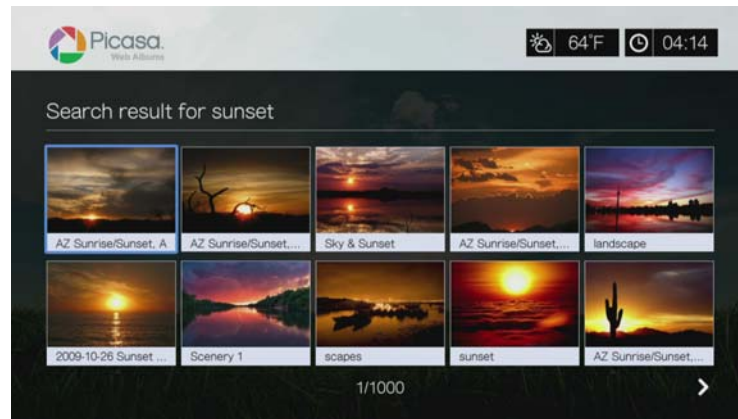 Picasa.
Web Albums
64°F
04:14
Search result for sunset
AZ Sunrise/Sunset, A
AZ Sunrise/Sunset,...
Sky & Sunset
AZ Sunrise/Sunset,...
landscape
2009-10-26 Sunset ...
Scenery 1
scapes
sunset
AZ Sunrise/Sunset,...
1/1000